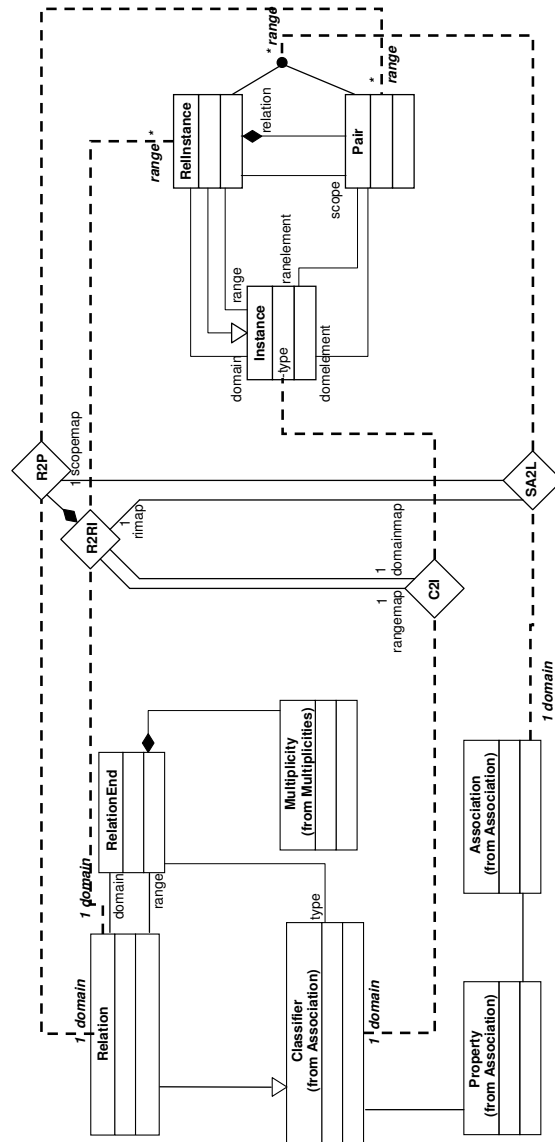 Relation
1 domain
1 domain
domain
range
RelationEnd
Multiplicity
(from Multiplicities)
type
Classifier
(from Association)
1 domain
Property
(from Association)
Association
(from Association)
1 domain
R2P
1 scopemap
R2RI
1
rimap
1
rangemap
1
domainmap
C2I
SA2L
domain
range
Instance
-type
ranelement
domelement
RelInstance
range *
relation
scope
Pair
* range
*
range